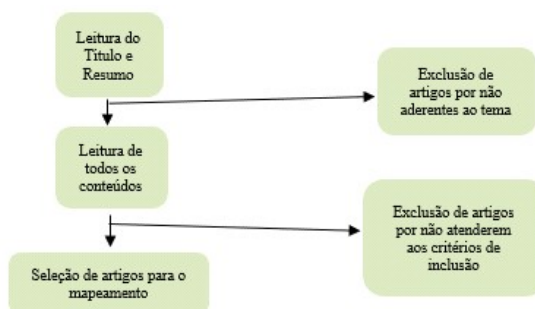 Leitura do
Titulo e
Resumo
Exclusão de
artigos por não
aderentes ao tema
Leitura de
todos os
conteúdos
Exclusão de artigos
por não atenderem
aos critérios de
inclusão
Seleção de artigos para o
mapeamento